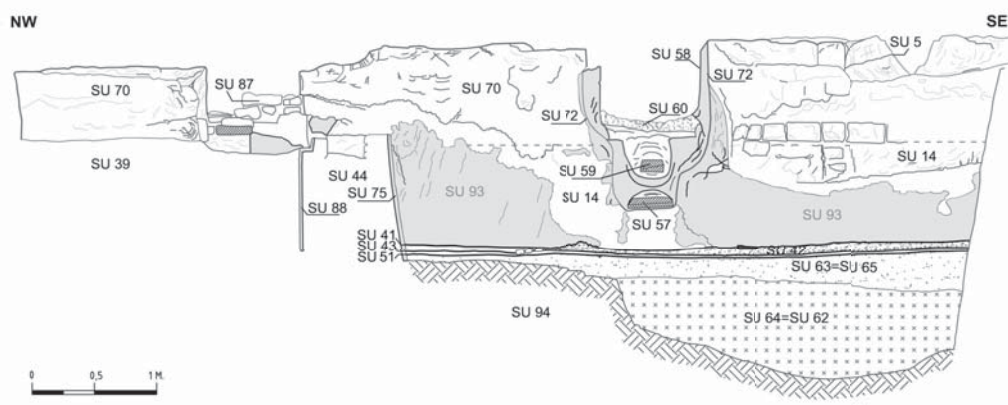 NW
SE
SU 5
SU 58
SU 72
SU 70
SU 87
SU 70
SU 72
SU 60
SU 14
SU 39
SU 44
SU 59
SU 75
SU 93
SU 14
SU 93
SU 88
SU 57
SU 41
SU 43
SU 42
SU 51
SU 63=SU 65
SU 94
SU 64=SU 62
0 0,5 1 M.